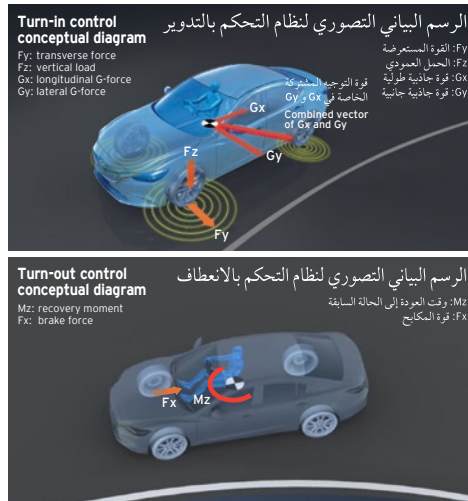 Turn-in control
conceptual diagram
الرسم البياني التصوري لنظام التحكم بالتدوير
Fy: transverse force
Fz: vertical load
Gx: longitudinal G-force
Gy: lateral G-force
Fy: القوة المستعرضة
Fz: الحمل العمودي
Gx: قوة جاذبية طولية
Gy: قوة جاذبية جانبية
قوة التوجيه المشتركة
الخاصة في Gx و Gy
Combined vector
of Gx and Gy
Gx
Gy
Fz
Fy
Turn-out control
conceptual diagram
الرسم البياني التصوري لنظام التحكم بالانعطاف
Mz: recovery moment
Fx: brake force
Mz: وقت العودة إلى الحالة السابقة
Fx: قوة المكابح
Fx
Mz